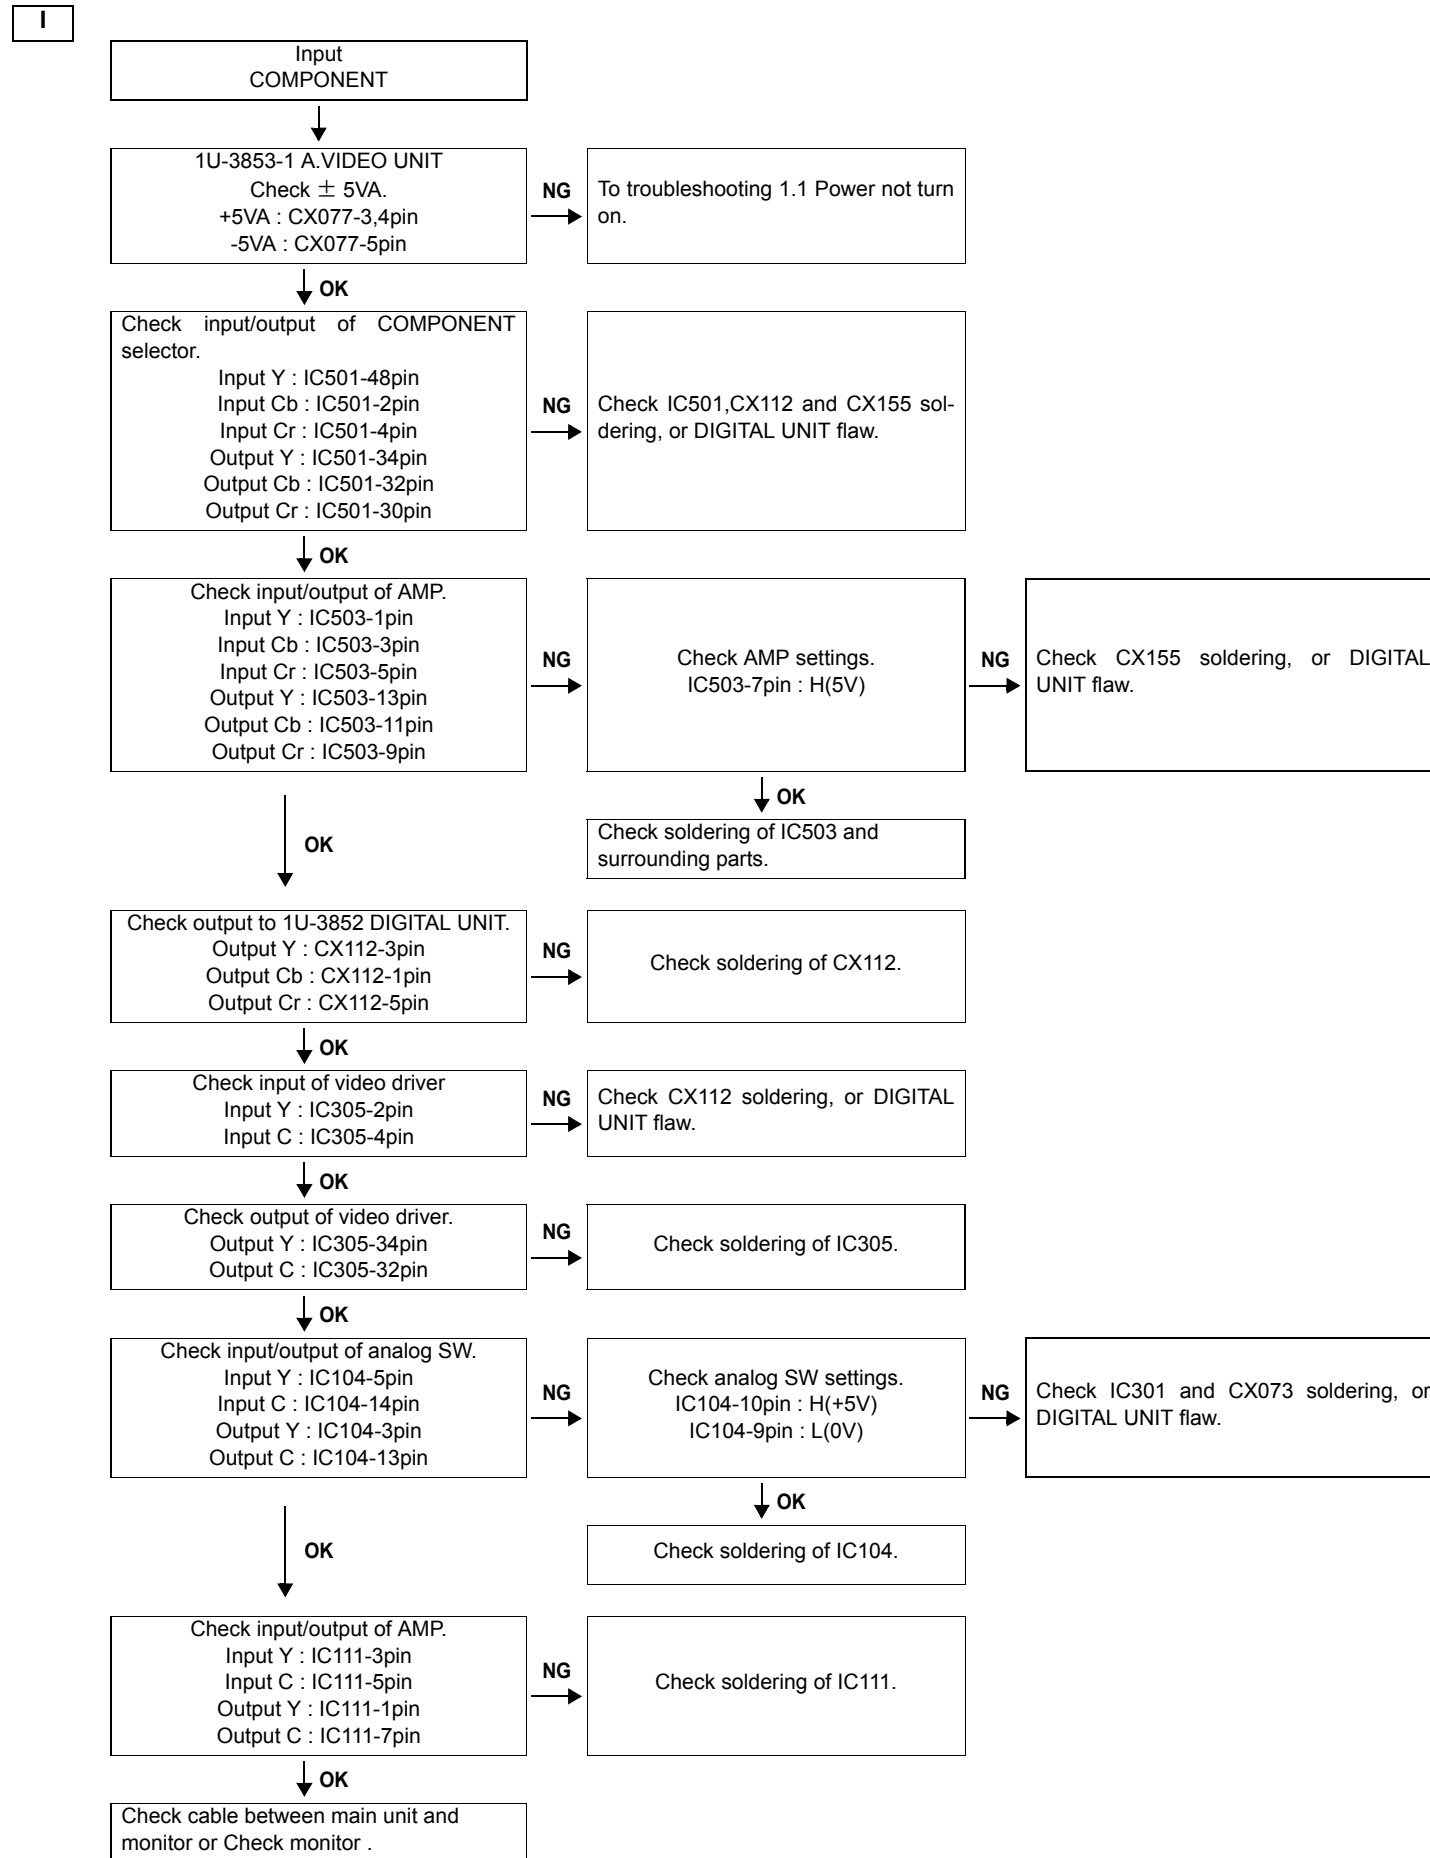 I
Input
COMPONENT
1U-3853-1 A.VIDEO UNIT
Check ± 5VA.
+5VA : CX077-3,4pin
-5VA : CX077-5pin
NG
To troubleshooting 1.1 Power not turn
on.
OK
Check input/output of COMPONENT
selector.
Input Y : IC501-48pin
Input Cb : IC501-2pin
Input Cr : IC501-4pin
Output Y : IC501-34pin
Output Cb : IC501-32pin
Output Cr : IC501-30pin
NG
Check IC501,CX112 and CX155 sol-
dering, or DIGITAL UNIT flaw.
OK
Check input/output of AMP.
Input Y : IC503-1pin
Input Cb : IC503-3pin
Input Cr : IC503-5pin
Output Y : IC503-13pin
Output Cb : IC503-11pin
Output Cr : IC503-9pin
NG
Check AMP settings.
IC503-7pin : H(5V)
NG
Check CX155 soldering, or DIGITAL
UNIT flaw.
OK
Check soldering of IC503 and
surrounding parts.
OK
Check output to 1U-3852 DIGITAL UNIT.
Output Y : CX112-3pin
Output Cb : CX112-1pin
Output Cr : CX112-5pin
NG
Check soldering of CX112.
OK
Check input of video driver
Input Y : IC305-2pin
Input C : IC305-4pin
NG
Check CX112 soldering, or DIGITAL
UNIT flaw.
OK
Check output of video driver.
Output Y : IC305-34pin
Output C : IC305-32pin
NG
Check soldering of IC305.
OK
Check input/output of analog SW.
Input Y : IC104-5pin
Input C : IC104-14pin
Output Y : IC104-3pin
Output C : IC104-13pin
NG
Check analog SW settings.
IC104-10pin : H(+5V)
IC104-9pin : L(0V)
NG
Check IC301 and CX073 soldering, or
DIGITAL UNIT flaw.
OK
Check soldering of IC104.
OK
Check input/output of AMP.
Input Y : IC111-3pin
Input C : IC111-5pin
Output Y : IC111-1pin
Output C : IC111-7pin
NG
Check soldering of IC111.
OK
Check cable between main unit and
monitor or Check monitor .